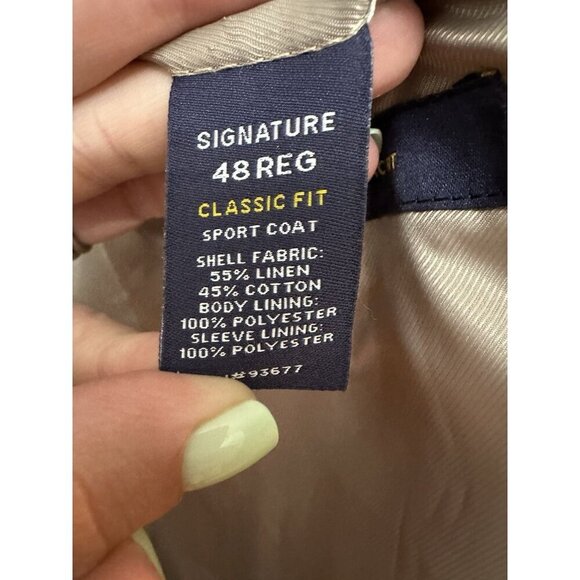 SIGNATURE
48 REG
CLASSIC FIT
SPORT COAT
SHELL FABRIC:
55% LINEN
45% COTTON
BODY LINING:
100% POLYESTER
SLEEVE LINING:
100% POLYESTER
#93677